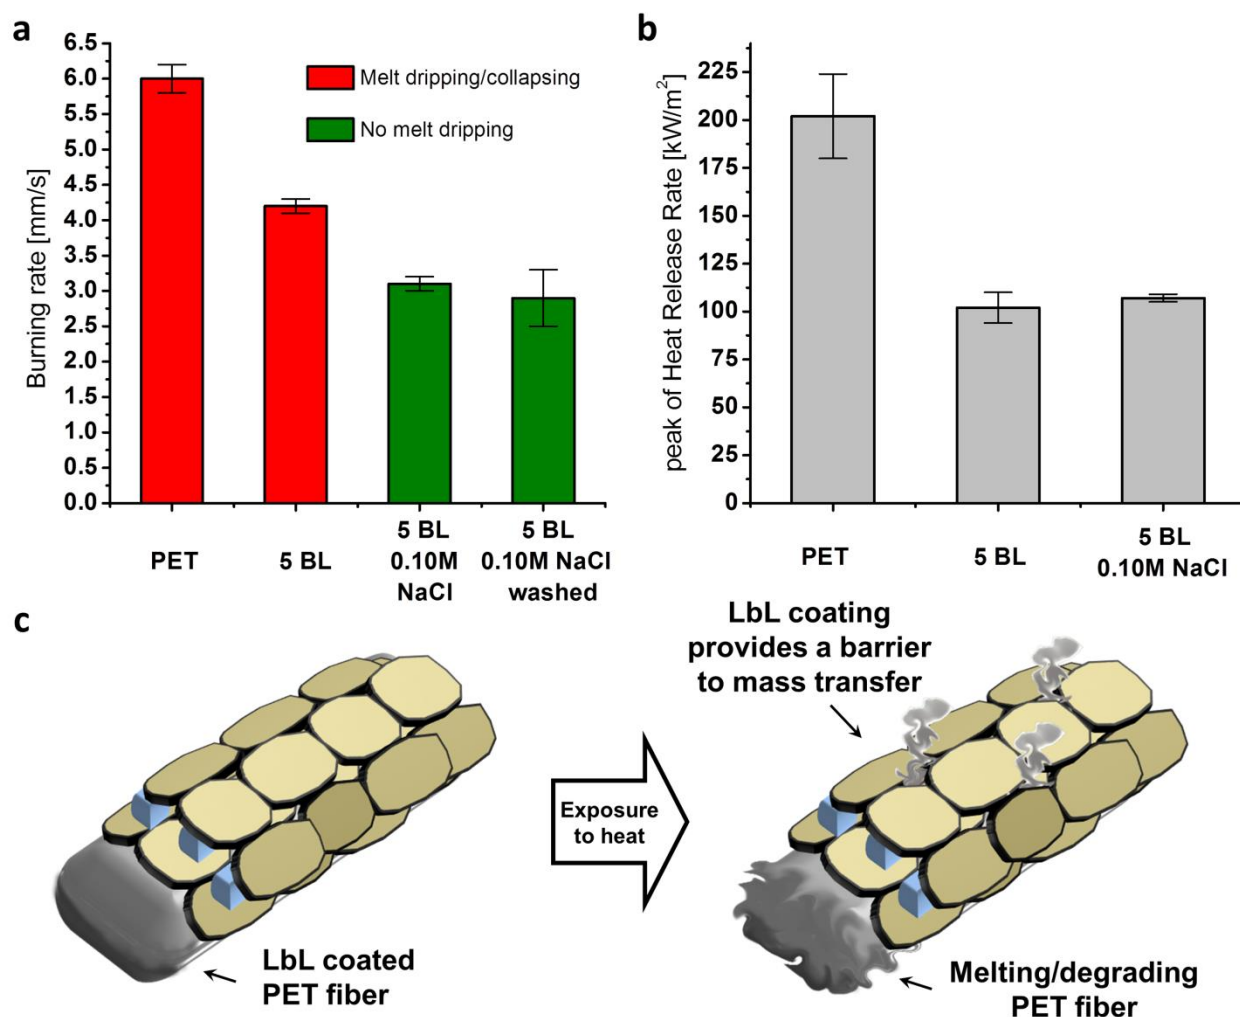 a
6.5
6.0
5.5
5.0
4.5
4.0
3.5
3.0
2.5
2.0
1.5
1.0
0.5
0.0
Burning rate [mm/s]
Melt dripping/collapsing
No melt dripping
PET
5 BL
5 BL
0.10M
NaCl
5 BL
0.10M NaCl
washed
b
225
200
175
150
125
100
75
50
25
0
peak of Heat Release Rate [kW/m²]
PET
5 BL
5 BL
0.10M NaCl
c
LbL coated
PET fiber
Exposure
to heat
LbL coating
provides a barrier
to mass transfer
Melting/degrading
PET fiber